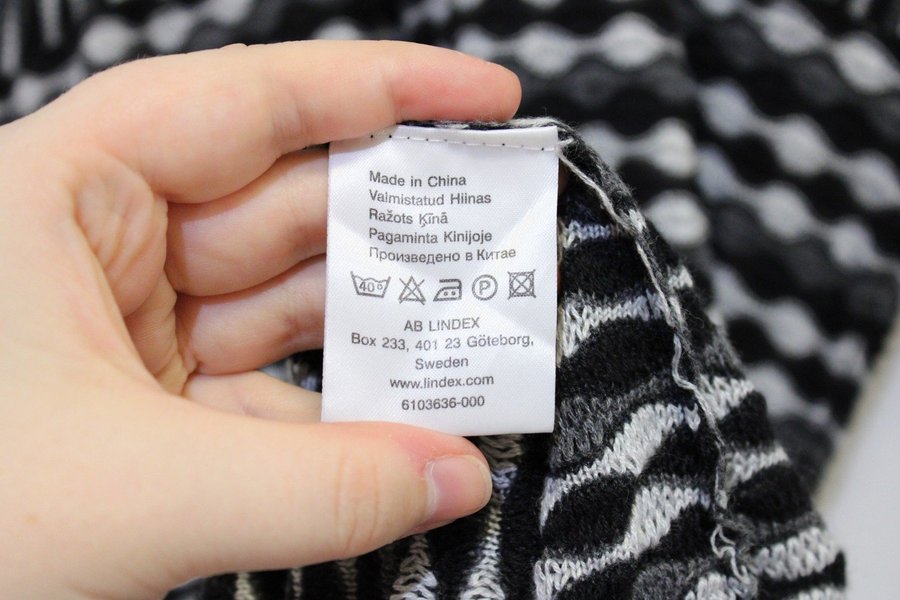 Made in China
Valmistatud Hiinas
Ražots Ķīnā
Pagaminta Kinijoje
Произведено в Китае
40°
P
AB LINDEX
Box 233, 401 23 Göteborg,
Sweden
www.lindex.com
6103636-000